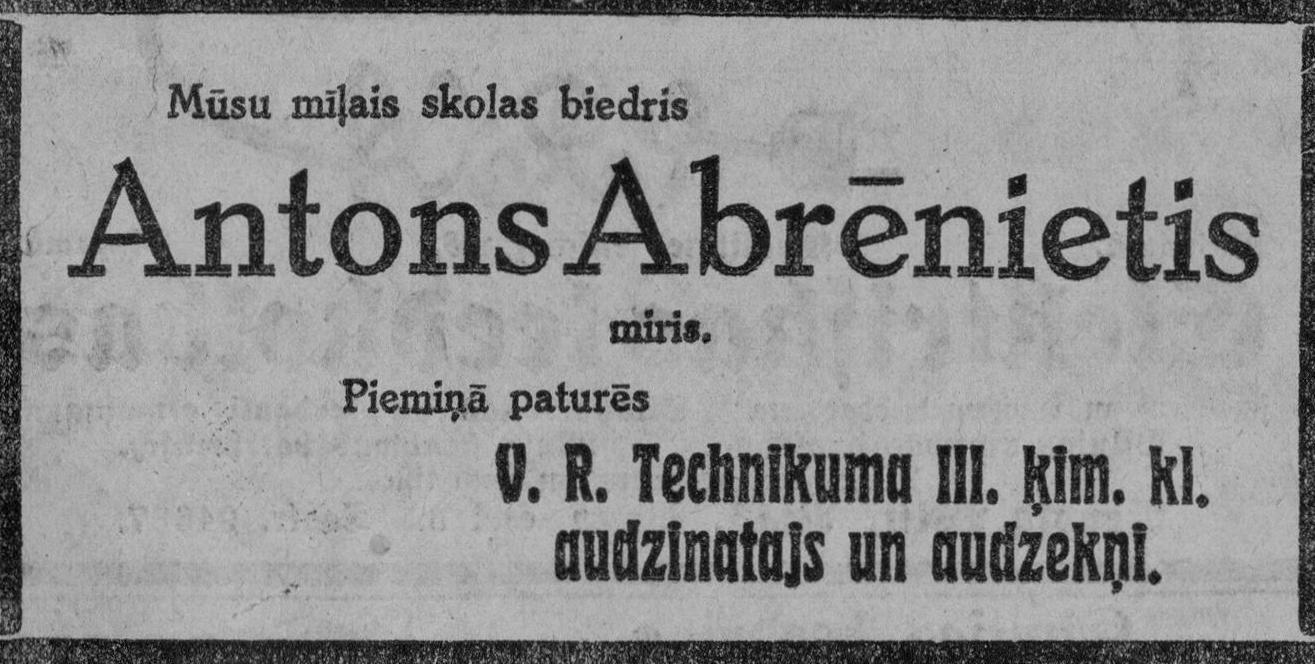 Mūsu mīļais skolas biedris
Antons Abrēnietis
miris.
Piemiņā paturēs
V. R. Technikuma III. ķim. kl.
audzinatajs un audzekņi.